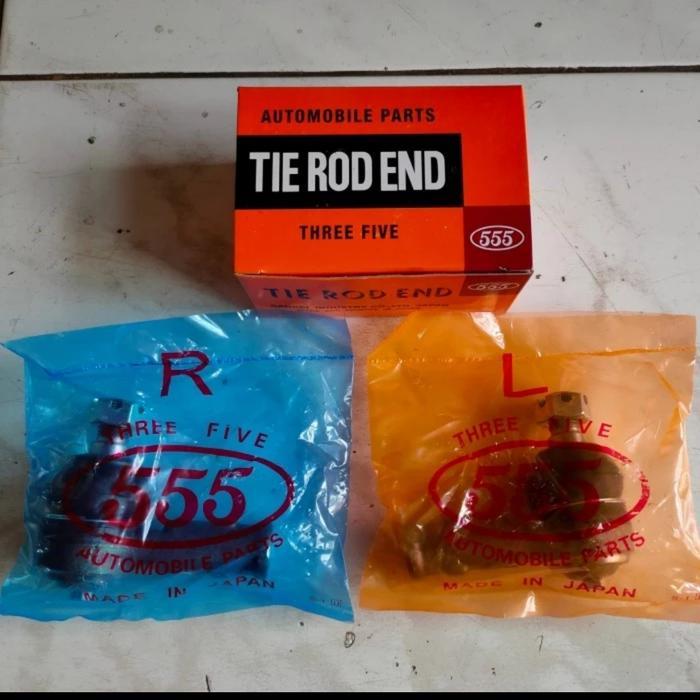 AUTOMOBILE PARTS
TIE ROD END
THREE FIVE
555
TIE ROD END
555
R
THREE FIVE
555
AUTOMOBILE PARTS
MADE IN JAPAN
L
THREE FIVE
555
AUTOMOBILE PARTS
MADE IN JAPAN